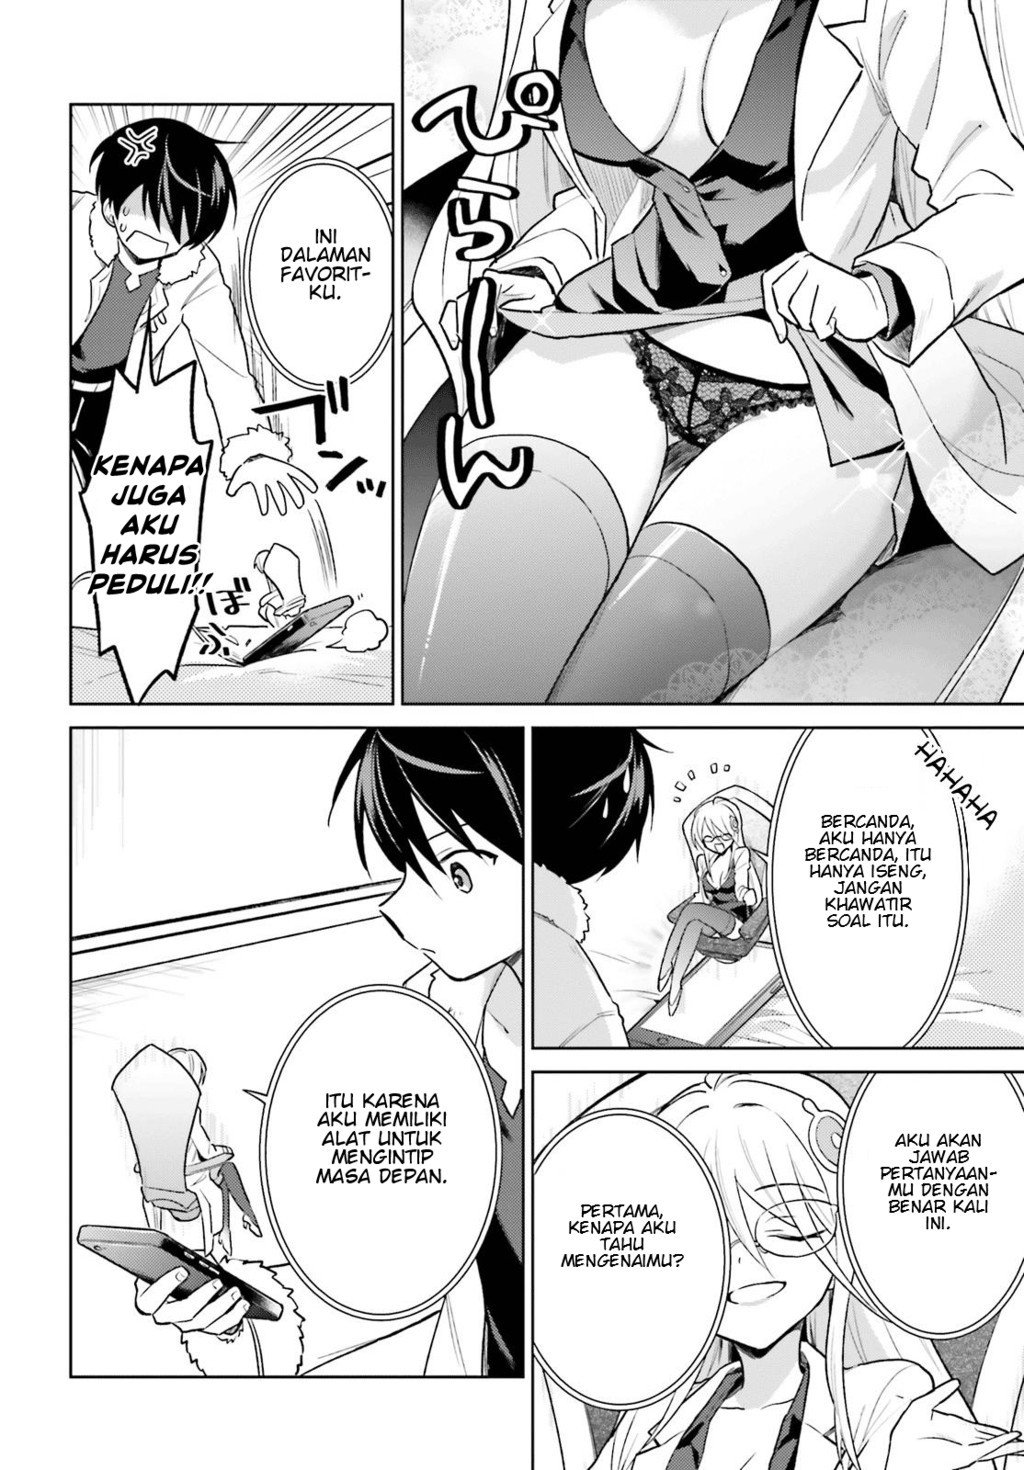 ぴらーん
INI
DALAMAN
FAVORIT-
KU.
ブンッ
KENAPA
JUGA
AKU
HARUS
PEDULI!!
ぼふっ
HAHAHA
BERCANDA,
AKU HANYA
BERCANDA, ITU
HANYA ISENG,
JANGAN
KHAWATIR
SOAL ITU.
AKU AKAN
JAWAB
PERTANYAAN-
MU DENGAN
BENAR KALI
INI.
PERTAMA,
KENAPA AKU
TAHU
MENGENAIMU?
ITU KARENA
AKU MEMILIKI
ALAT UNTUK
MENGINTIP
MASA DEPAN.